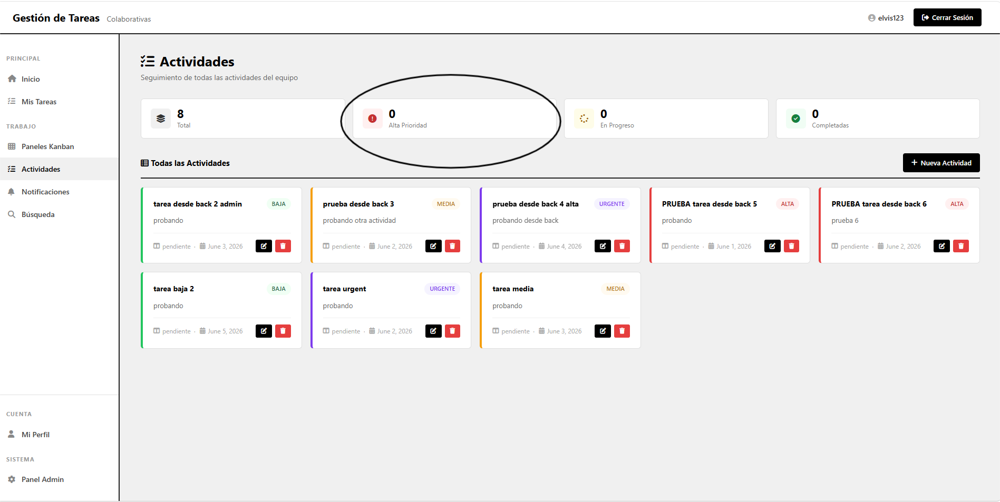 Gestión de Tareas Colaborativas
elvis123
Cerrar Sesión
PRINCIPAL
Inicio
Mis Tareas
TRABAJO
Paneles Kanban
Actividades
Notificaciones
Búsqueda
CUENTA
Mi Perfil
SISTEMA
Panel Admin
Actividades
Seguimiento de todas las actividades del equipo
8
Total
0
Alta Prioridad
0
En Progreso
0
Completadas
Todas las Actividades
+ Nueva Actividad
tarea desde back 2 admin BAJA
probando
pendiente · June 3, 2026
prueba desde back 3 MEDIA
probando otra actividad
pendiente · June 2, 2026
prueba desde back 4 alta URGENTE
probando desde back
pendiente · June 4, 2026
PRUEBA tarea desde back 5 ALTA
probando
pendiente · June 1, 2026
PRUEBA tarea desde back 6 ALTA
prueba 6
pendiente · June 2, 2026
tarea baja 2 BAJA
probando
pendiente · June 5, 2026
tarea urgent URGENTE
probando
pendiente · June 2, 2026
tarea media MEDIA
probando
pendiente · June 3, 2026